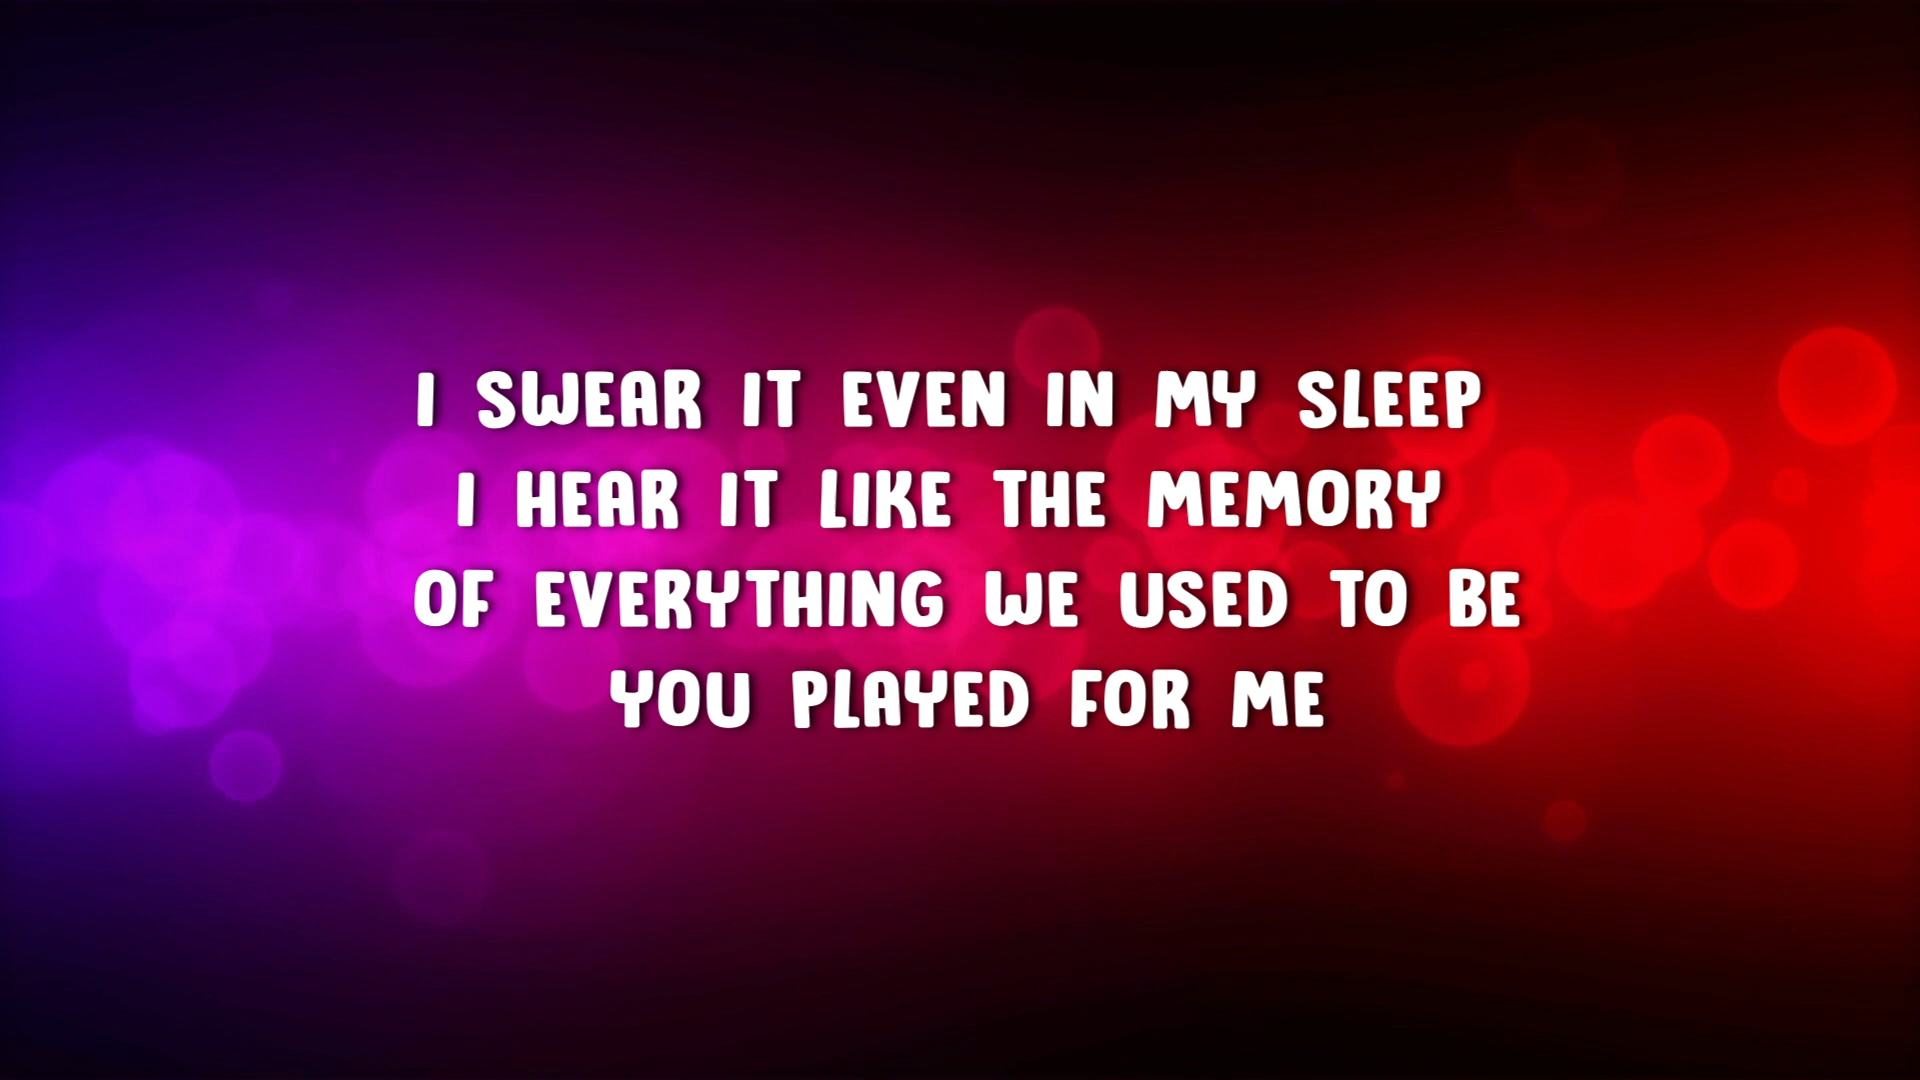 I SWEAR IT EVEN IN MY SLEEP
I HEAR IT LIKE THE MEMORY
OF EVERYTHING WE USED TO BE
YOU PLAYED FOR ME